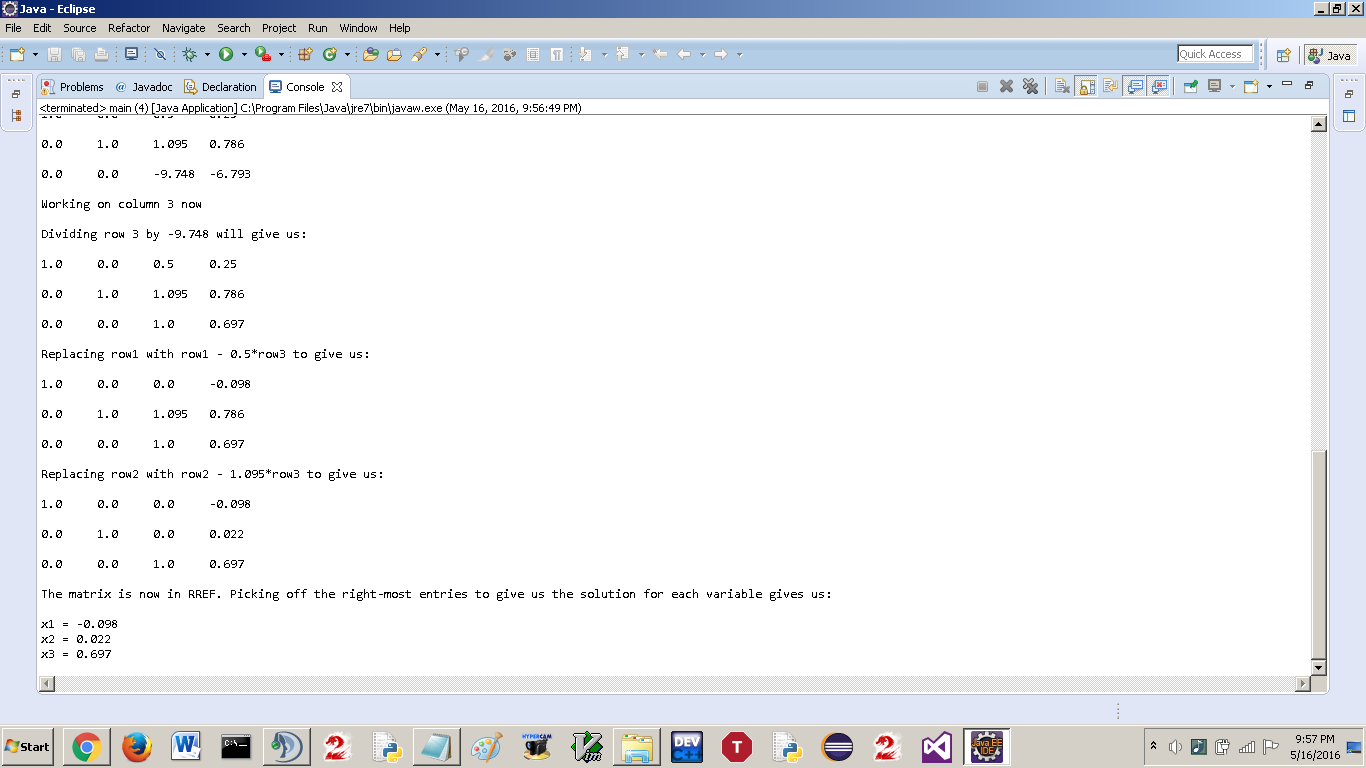 Java - Eclipse
File Edit Source Refactor Navigate Search Project Run Window Help
Quick Access
Java
Problems @ Javadoc Declaration Console
<terminated> main (4) [Java Application] C:\Program Files\Java\jre7\bin\javaw.exe (May 16, 2016, 9:56:49 PM)
0.0 1.0 1.095 0.786
0.0 0.0 -9.748 -6.793
Working on column 3 now
Dividing row 3 by -9.748 will give us:
1.0 0.0 0.5 0.25
0.0 1.0 1.095 0.786
0.0 0.0 1.0 0.697
Replacing row1 with row1 - 0.5*row3 to give us:
1.0 0.0 0.0 -0.098
0.0 1.0 1.095 0.786
0.0 0.0 1.0 0.697
Replacing row2 with row2 - 1.095*row3 to give us:
1.0 0.0 0.0 -0.098
0.0 1.0 0.0 0.022
0.0 0.0 1.0 0.697
The matrix is now in RREF. Picking off the right-most entries to give us the solution for each variable gives us:
x1 = -0.098
x2 = 0.022
x3 = 0.697
Start
HYPERCAM
DEV
C++
T
Java EE
IDE
9:57 PM
5/16/2016